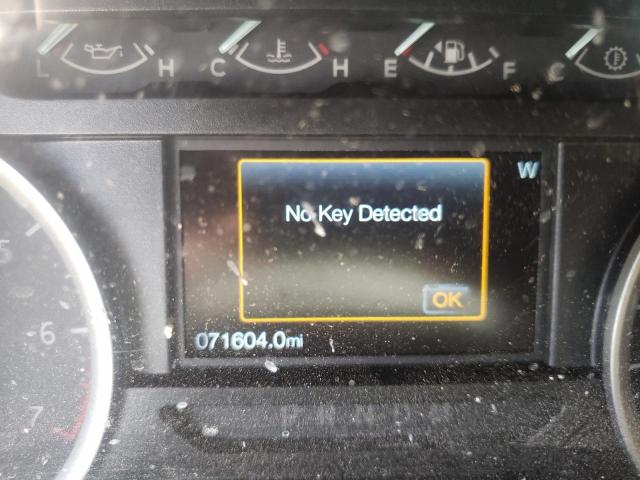 L H C H E F C
W
No Key Detected
OK
071604.0mi
5
6
7
P R N D M